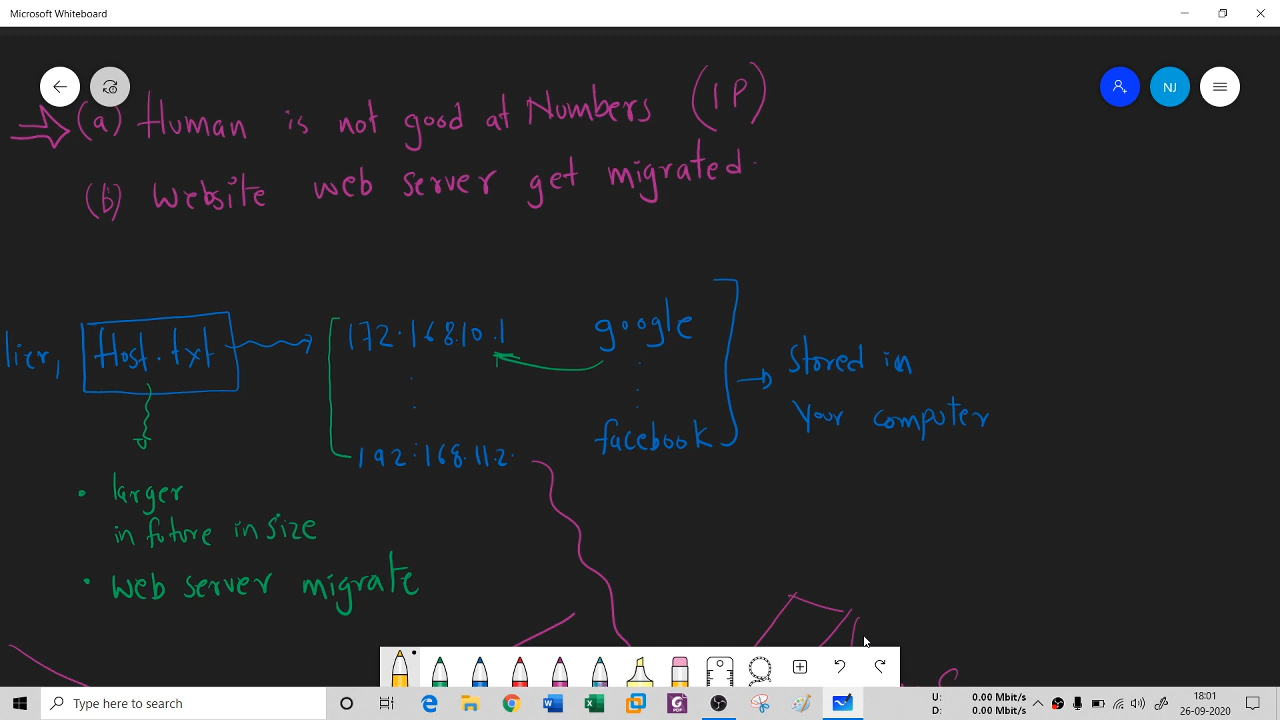 Microsoft Whiteboard
NJ
(a) Human is not good at Numbers (IP)
(b) Website web server get migrated.
lier,
Host.txt
172.168.10.1 google
192.168.11.2. facebook
Stored in
Your computer
• larger
in future in size
• Web server migrate
Type here to search
U: 0.00 Mbit/s
D: 0.00 Mbit/s
18:01
26-09-2020